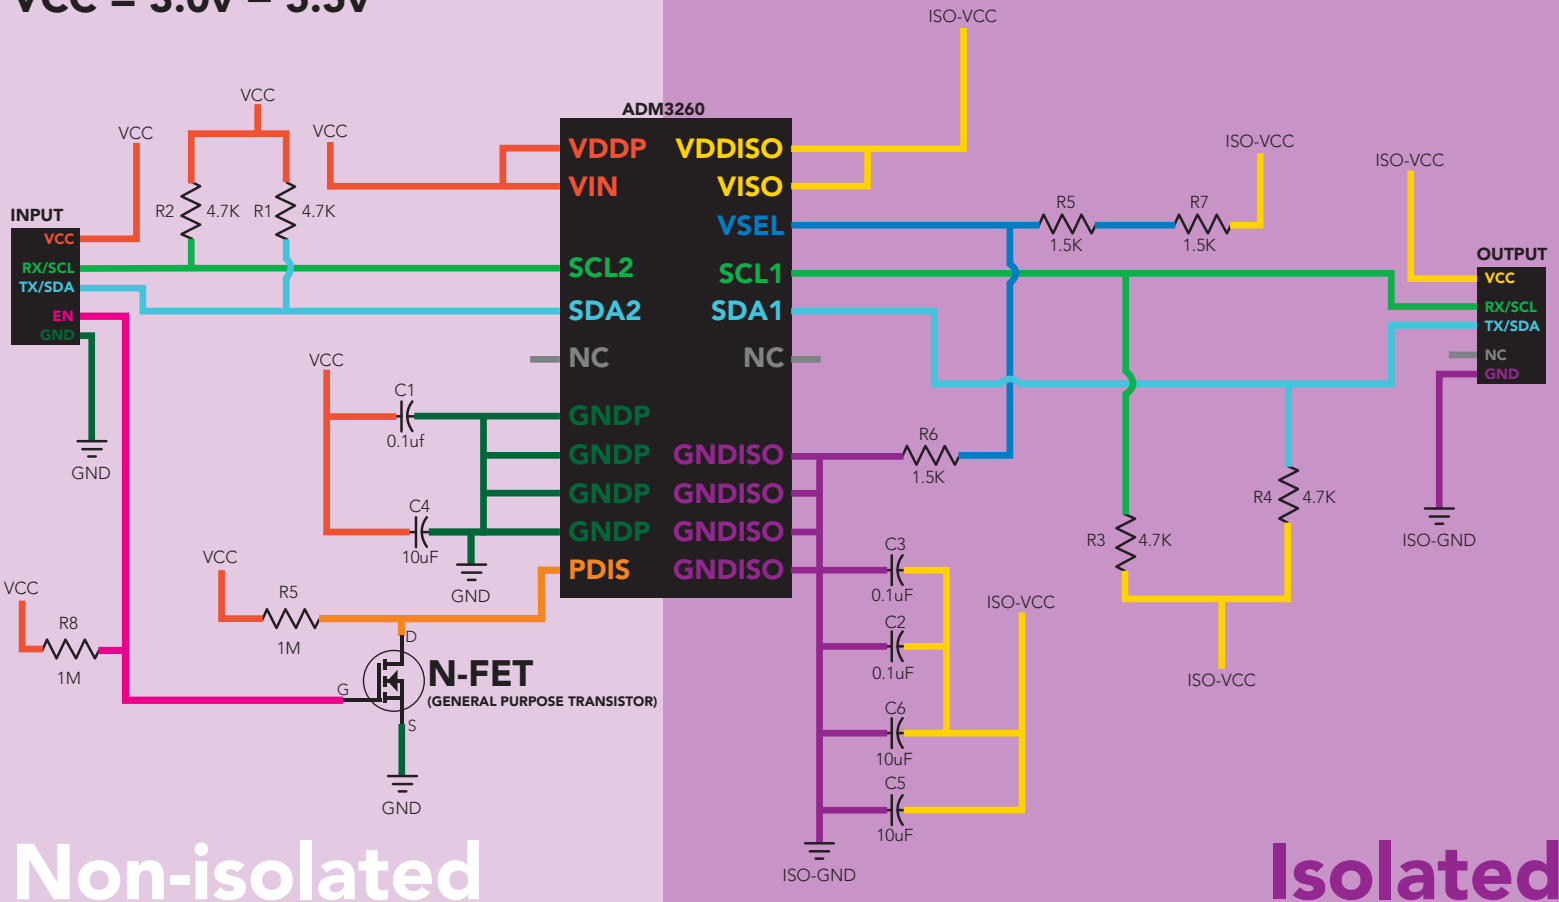 VCC = 3.0v – 5.5v
ISO-VCC
VCC
VCC
VCC
ADM3260
VDDP VDDISO
VIN VISO
VSEL
SCL2 SCL1
SDA2 SDA1
NC NC
GNDP
GNDP GNDISO
GNDP GNDISO
GNDP GNDISO
PDIS GNDISO
R2 4.7K R1 4.7K
INPUT
VCC
RX/SCL
TX/SDA
EN
GND
GND
VCC
C1
0.1uf
C4
10uF
GND
VCC
R5
1M
VCC
R8
1M
D
G
S
N-FET
(GENERAL PURPOSE TRANSISTOR)
GND
R5
1.5K
R7
1.5K
ISO-VCC
ISO-VCC
OUTPUT
VCC
RX/SCL
TX/SDA
NC
GND
ISO-GND
R6
1.5K
R4 4.7K
R3 4.7K
ISO-VCC
C3
0.1uF
C2
0.1uF
C6
10uF
C5
10uF
ISO-VCC
ISO-GND
Non-isolated
Isolated